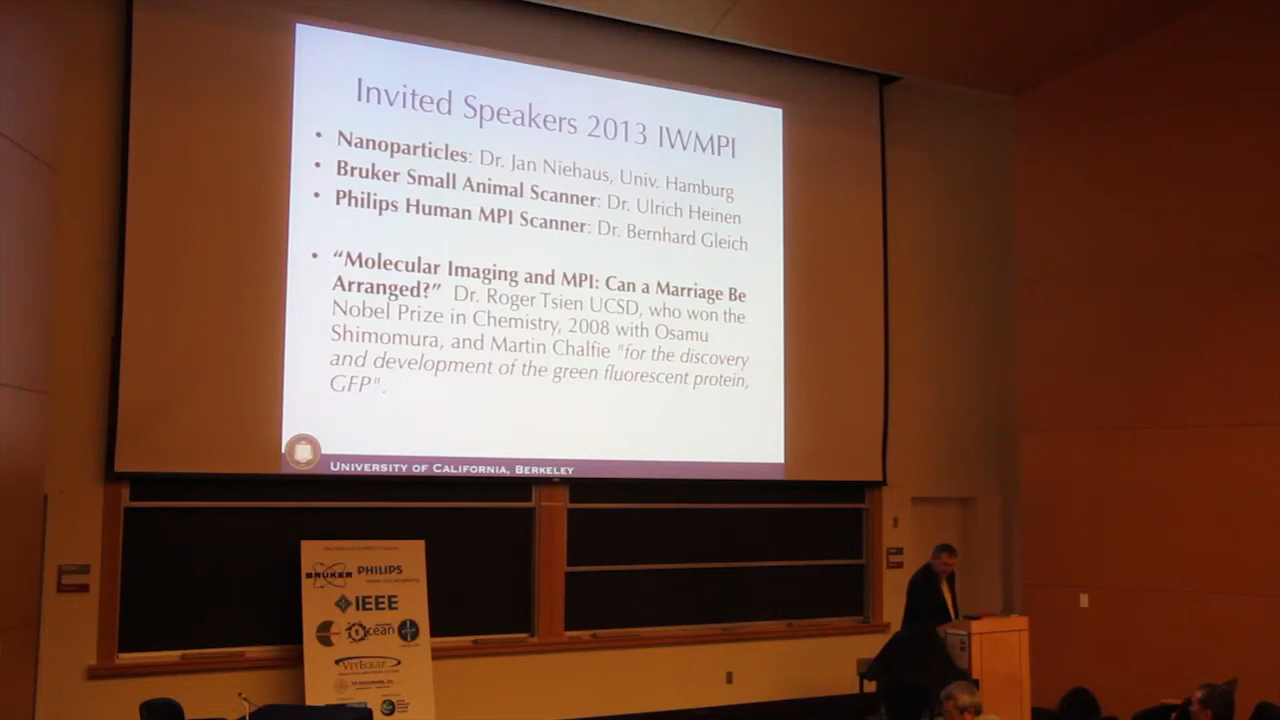 Invited Speakers 2013 IWMPI
• Nanoparticles: Dr. Jan Niehaus, Univ. Hamburg
• Bruker Small Animal Scanner: Dr. Ulrich Heinen
• Philips Human MPI Scanner: Dr. Bernhard Gleich
• “Molecular Imaging and MPI: Can a Marriage Be
Arranged?” Dr. Roger Tsien UCSD, who won the
Nobel Prize in Chemistry, 2008 with Osamu
Shimomura, and Martin Chalfie "for the discovery
and development of the green fluorescent protein,
GFP".
UNIVERSITY OF CALIFORNIA, BERKELEY
BRUKER PHILIPS
IEEE
cean
VETEQUIP